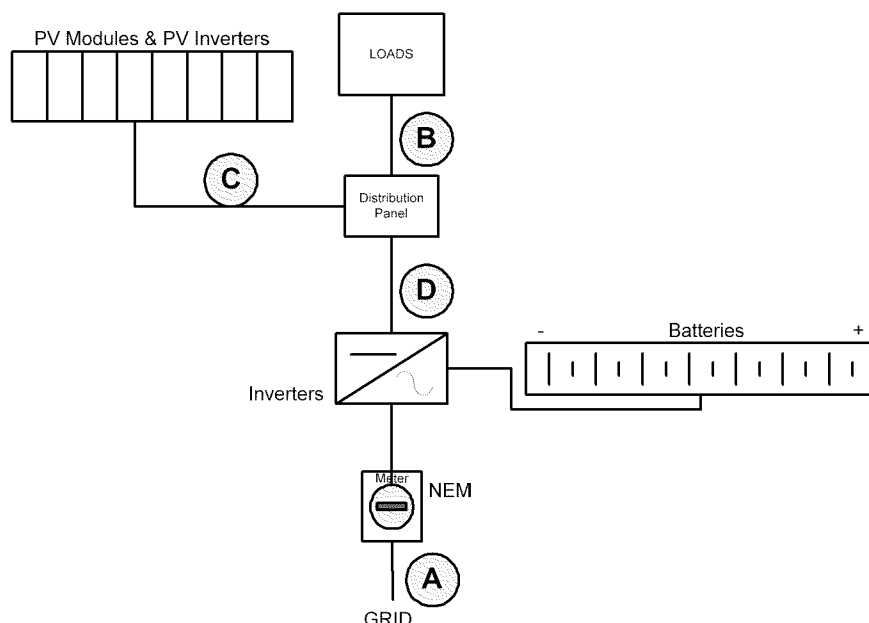 PV Modules & PV Inverters
LOADS
B
C
Distribution
Panel
D
- Batteries +
Inverters
Meter
NEM
A
GRID